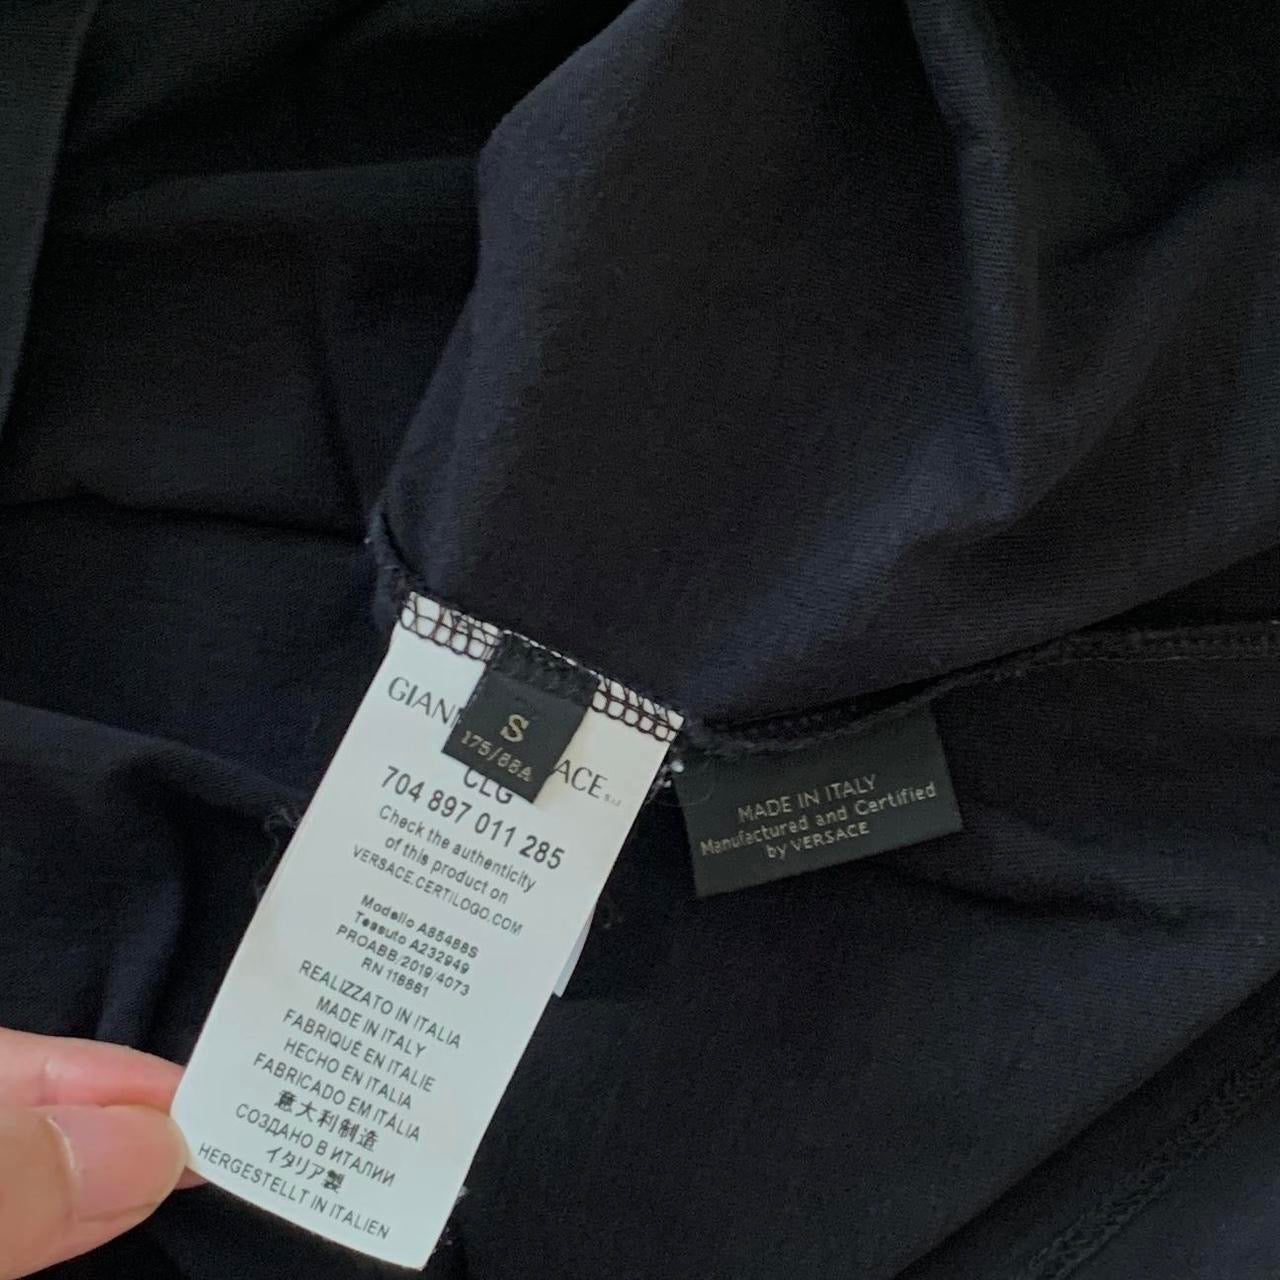 GIAN
ACE S.r.l
S
175/88A
CLG
704 897 011 285
Check the authenticity
of this product on
VERSACE.CERTILOGO.COM
Modello A85488S
Tessuto A232949
PROABB/2019/4073
RN 118861
REALIZZATO IN ITALIA
MADE IN ITALY
FABRIQUÉ EN ITALIE
HECHO EN ITALIA
FABRICADO EM ITÁLIA
意大利制造
СОЗДАНО В ИТАЛИИ
イタリア製
HERGESTELLT IN ITALIEN
MADE IN ITALY
Manufactured and Certified
by VERSACE